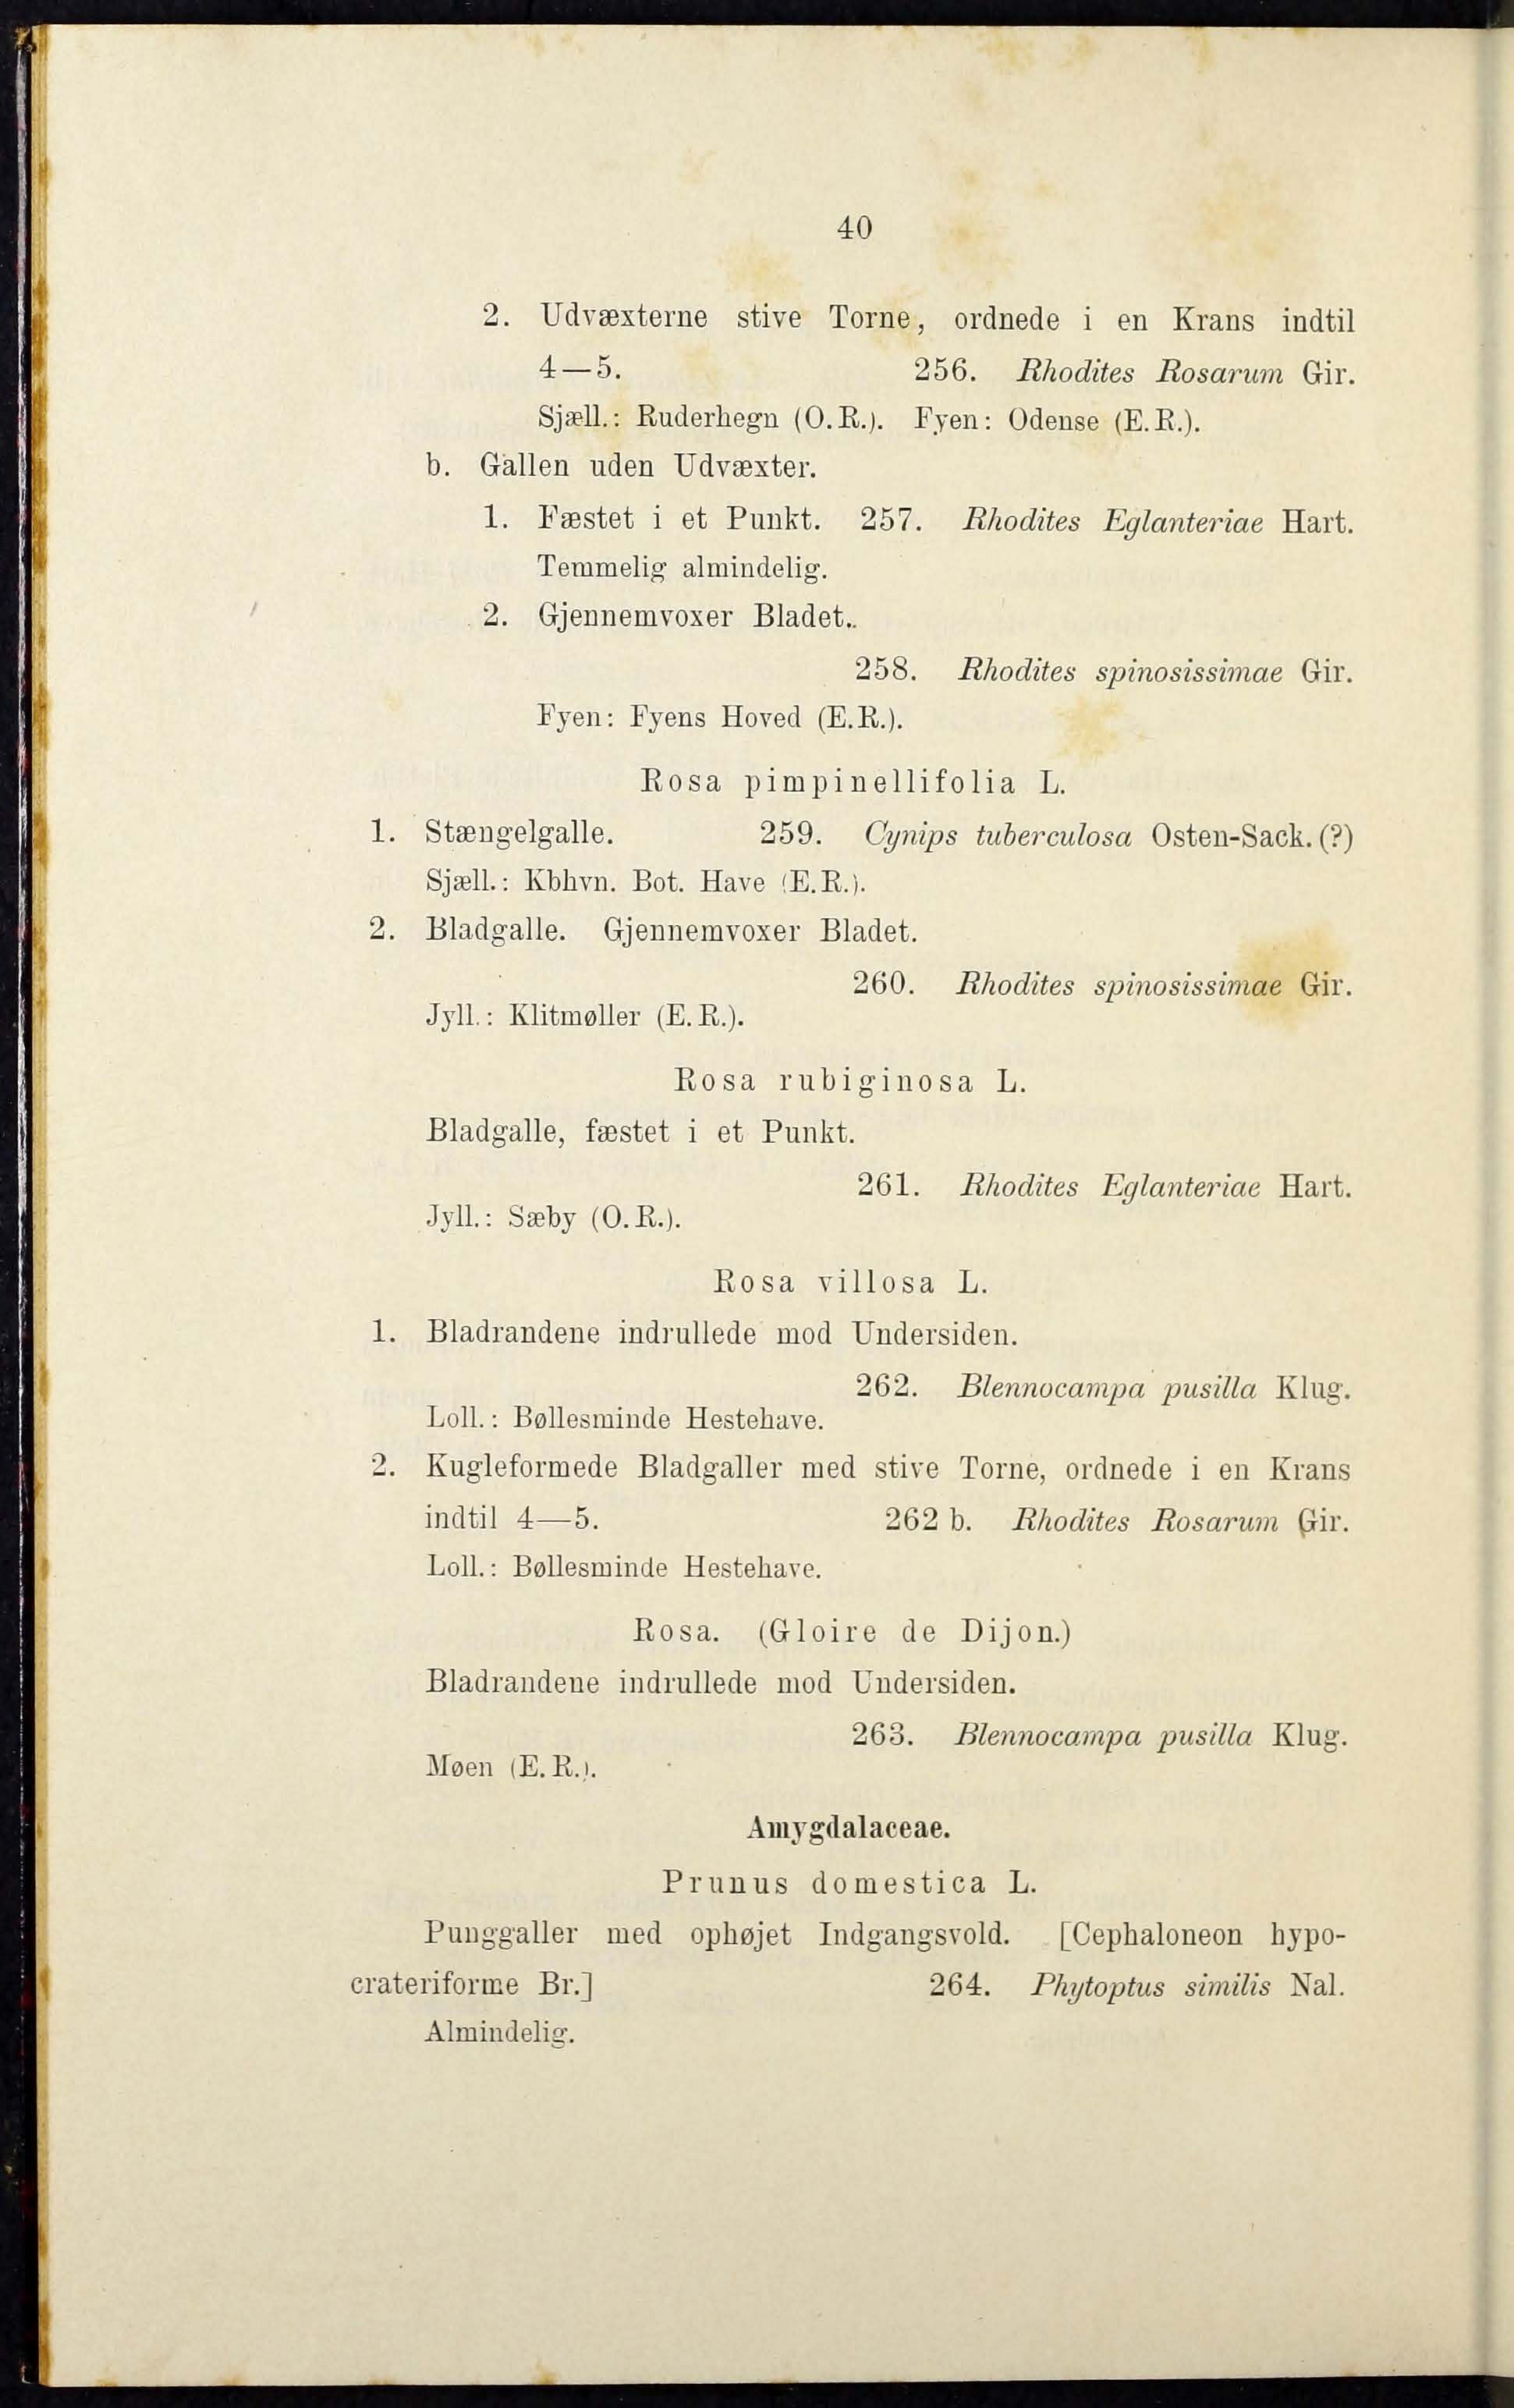 40
2. Udvæxterne stive Torne, ordnede i en Krans indtil
4—5. 256. Rhodites Rosarum Gir.
Sjæll.: Ruderhegn (O.R.). Fyen: Odense (E.R.).
b. Gallen uden Udvæxter.
1. Fæstet i et Punkt. 257. Rhodites Eglanteriae Hart.
Temmelig almindelig.
2. Gjennemvoxer Bladet..
258. Rhodites spinosissimae Gir.
Fyen: Fyens Hoved (E.R.).
Rosa pimpinellifolia L.
1. Stængelgalle. 259. Cynips tuberculosa Osten-Sack. (?)
Sjæll.: Kbhvn. Bot. Have (E.R.).
2. Bladgalle. Gjennemvoxer Bladet.
260. Rhodites spinosissimae Gir.
Jyll.: Klitmøller (E.R.).
Rosa rubiginosa L.
Bladgalle, fæstet i et Punkt.
261. Rhodites Eglanteriae Hart.
Jyll.: Sæby (O.R.).
Rosa villosa L.
1. Bladrandene indrullede mod Undersiden.
262. Blennocampa pusilla Klug.
Loll.: Bøllesminde Hestehave.
2. Kugleformede Bladgaller med stive Torne, ordnede i en Krans
indtil 4—5. 262 b. Rhodites Rosarum Gir.
Loll.: Bøllesminde Hestehave.
Rosa. (Gloire de Dijon.)
Bladrandene indrullede mod Undersiden.
263. Blennocampa pusilla Klug.
Møen (E.R.).
Amygdalaceae.
Prunus domestica L.
Punggaller med ophøjet Indgangsvold. [Cephaloneon hypo-
crateriforme Br.] 264. Phytoptus similis Nal.
Almindelig.